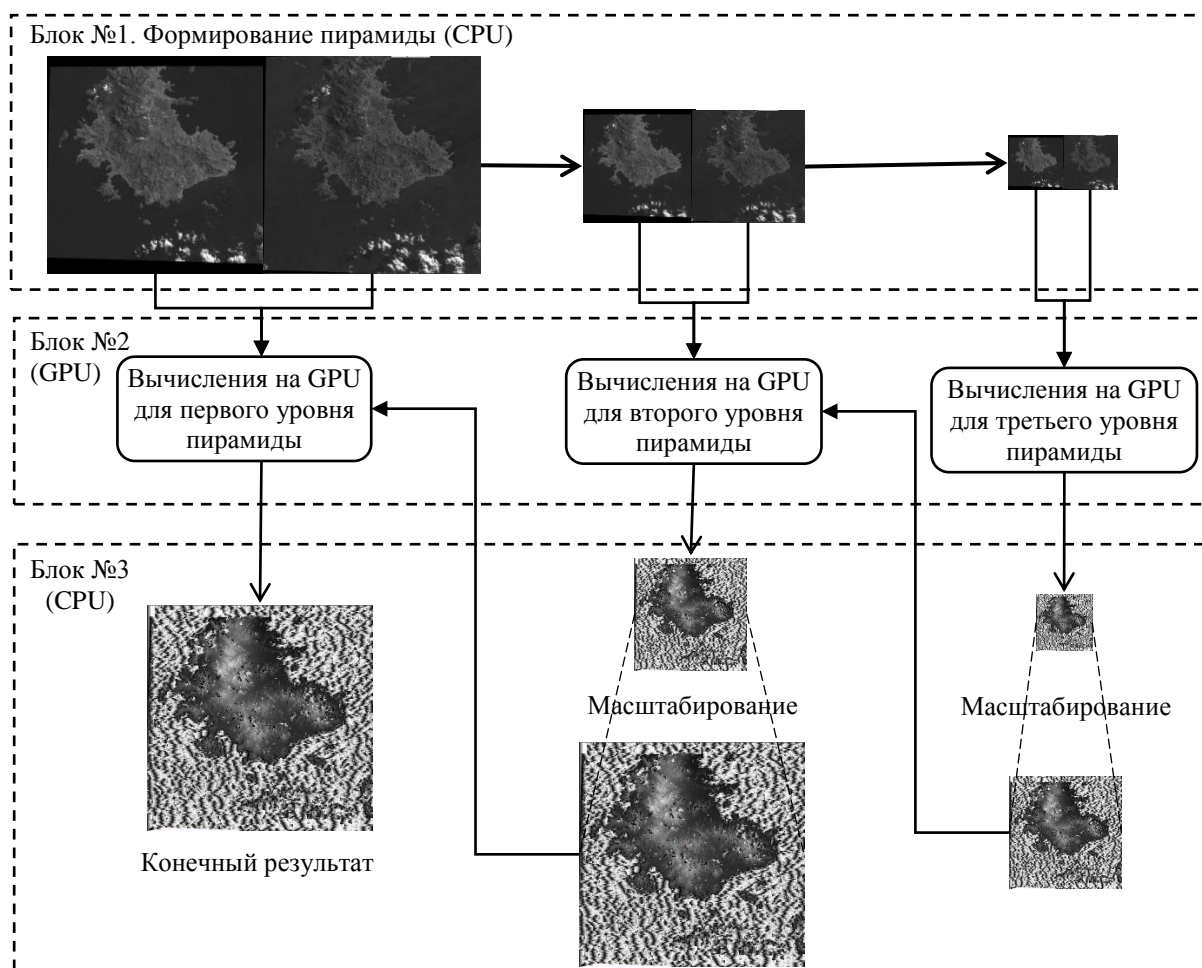 Блок №1. Формирование пирамиды (CPU)
Блок №2
(GPU)
Вычисления на GPU
для первого уровня
пирамиды
Вычисления на GPU
для второго уровня
пирамиды
Вычисления на GPU
для третьего уровня
пирамиды
Блок №3
(CPU)
Масштабирование
Масштабирование
Конечный результат